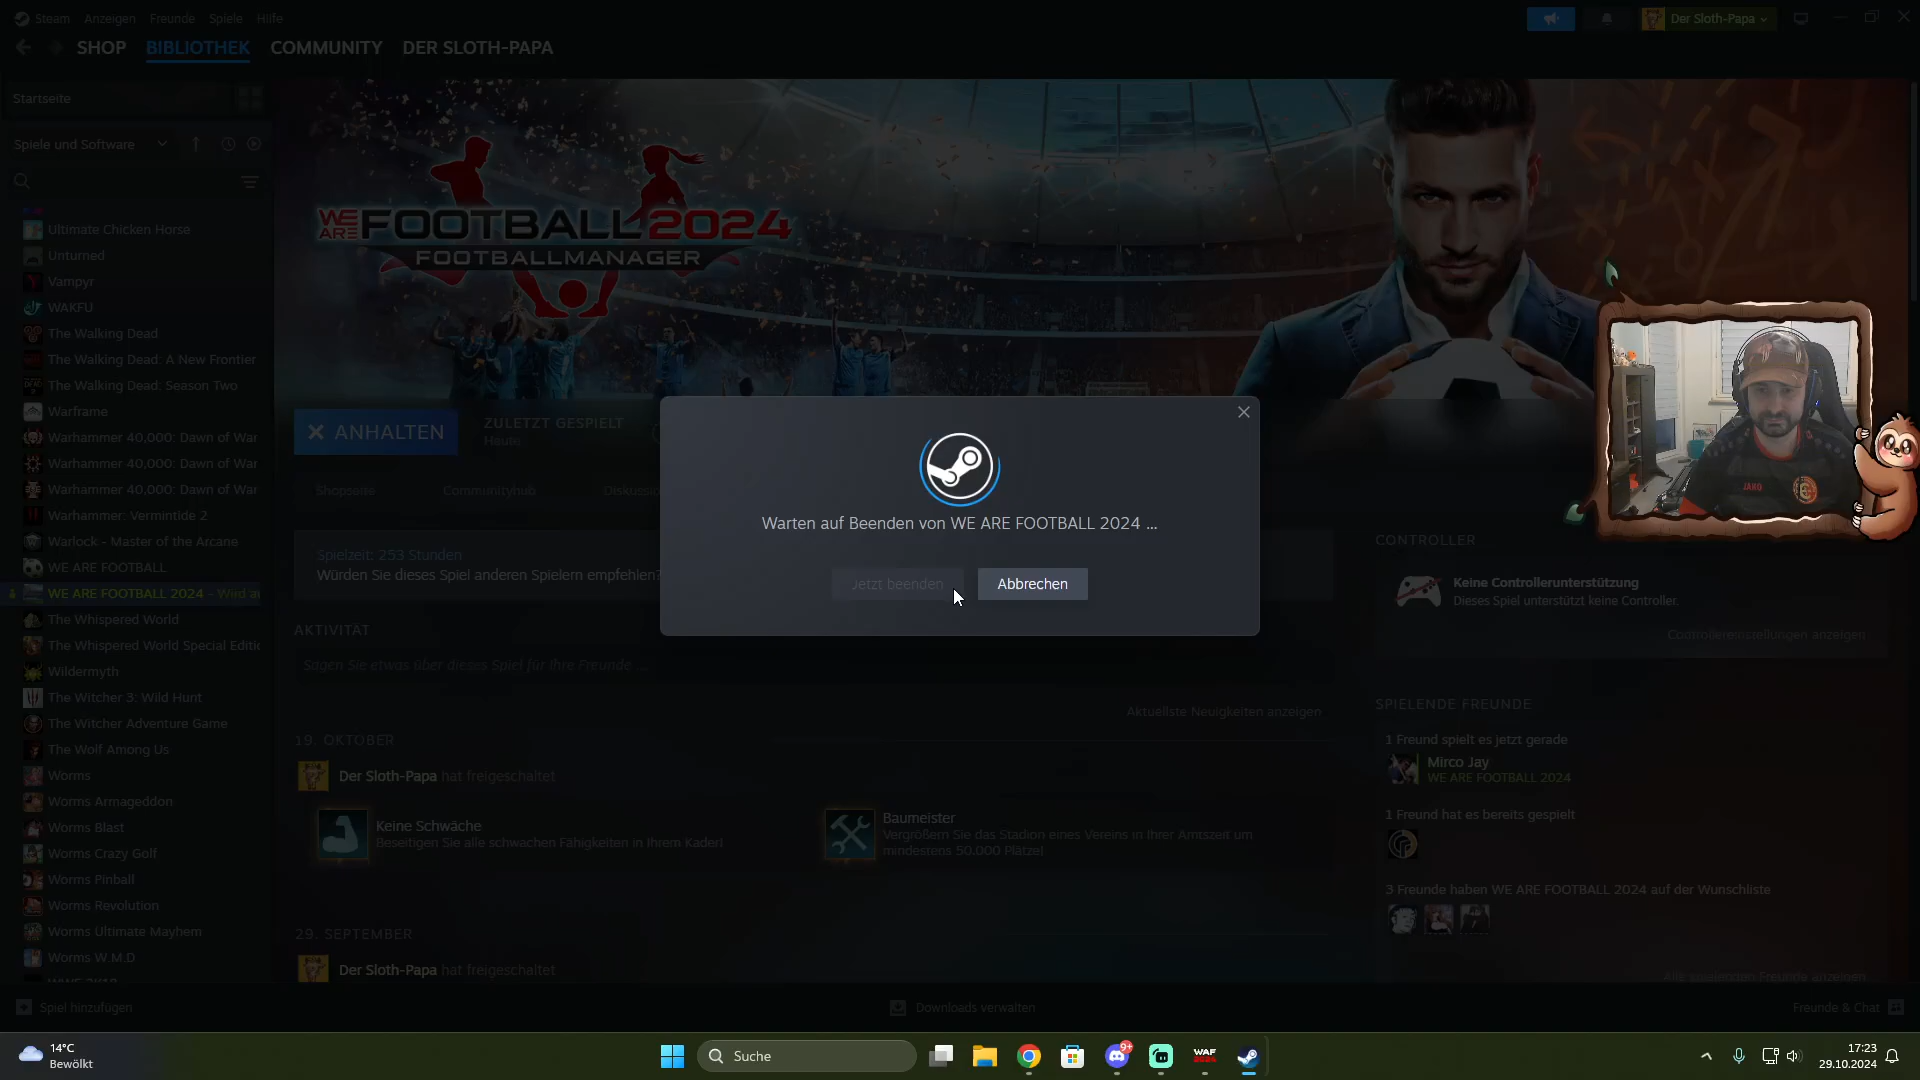 Steam Anzeigen Freunde Spiele Hilfe
Der Sloth-Papa
SHOP BIBLIOTHEK COMMUNITY DER SLOTH-PAPA
Startseite
Spiele und Software
Ultimate Chicken Horse
Unturned
Vampyr
WAKFU
The Walking Dead
The Walking Dead: A New Frontier
The Walking Dead: Season Two
Warframe
Warhammer 40,000: Dawn of War
Warhammer 40,000: Dawn of War
Warhammer 40,000: Dawn of War
Warhammer: Vermintide 2
Warlock - Master of the Arcane
WE ARE FOOTBALL
WE ARE FOOTBALL 2024 - Wird au
The Whispered World
The Whispered World Special Editic
Wildermyth
The Witcher 3: Wild Hunt
The Witcher Adventure Game
The Wolf Among Us
Worms
Worms Armageddon
Worms Blast
Worms Crazy Golf
Worms Pinball
Worms Revolution
Worms Ultimate Mayhem
Worms W.M.D
WE ARE FOOTBALL 2024
FOOTBALLMANAGER
ANHALTEN
ZULETZT GESPIELT
Heute
Shopseite Communityhub Diskussio
Spielzeit: 253 Stunden
Würden Sie dieses Spiel anderen Spielern empfehlen?
Warten auf Beenden von WE ARE FOOTBALL 2024 ...
Jetzt beenden Abbrechen
AKTIVITÄT
Sagen Sie etwas über dieses Spiel für Ihre Freunde ...
Aktuellste Neuigkeiten anzeigen
19. OKTOBER
Der Sloth-Papa hat freigeschaltet
Keine Schwäche
Beseitigen Sie alle schwachen Fähigkeiten in Ihrem Kader!
Baumeister
Vergrößern Sie das Stadion eines Vereins in Ihrer Amtszeit um
mindestens 50.000 Plätze!
29. SEPTEMBER
Der Sloth-Papa hat freigeschaltet
JAKO
CONTROLLER
Keine Controllerunterstützung
Dieses Spiel unterstützt keine Controller.
Controllereinstellungen anzeigen
SPIELENDE FREUNDE
1 Freund spielt es jetzt gerade
Mirco Jay
WE ARE FOOTBALL 2024
1 Freund hat es bereits gespielt
3 Freunde haben WE ARE FOOTBALL 2024 auf der Wunschliste
Alle spielenden Freunde anzeigen
Spiel hinzufügen
Downloads verwalten
Freunde & Chat
14°C
Bewölkt
Suche
9+
WAF
2024
17:23
29.10.2024